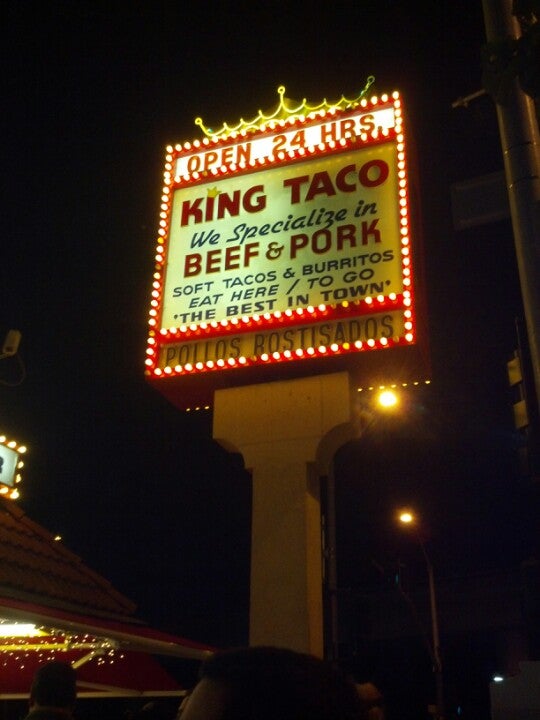 OPEN 24 HRS.
KING TACO
We Specialize in
BEEF & PORK
SOFT TACOS & BURRITOS
EAT HERE / TO GO
'THE BEST IN TOWN'
POLLOS ROSTISADOS